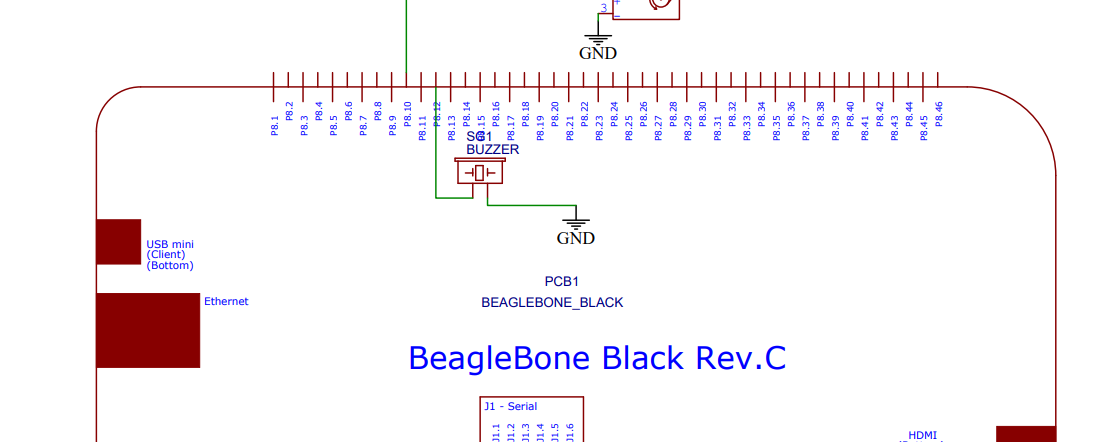 3
+
−
GND
P8.1
P8.2
P8.3
P8.4
P8.5
P8.6
P8.7
P8.8
P8.9
P8.10
P8.11
P8.12
P8.13
P8.14
P8.15
P8.16
P8.17
P8.18
P8.19
P8.20
P8.21
P8.22
P8.23
P8.24
P8.25
P8.26
P8.27
P8.28
P8.29
P8.30
P8.31
P8.32
P8.33
P8.34
P8.35
P8.36
P8.37
P8.38
P8.39
P8.40
P8.41
P8.42
P8.43
P8.44
P8.45
P8.46
SG1
BUZZER
GND
USB mini
(Client)
(Bottom)
PCB1
Ethernet
BEAGLEBONE_BLACK
BeagleBone Black Rev.C
J1 - Serial
J1.1
J1.2
J1.3
J1.4
J1.5
J1.6
HDMI